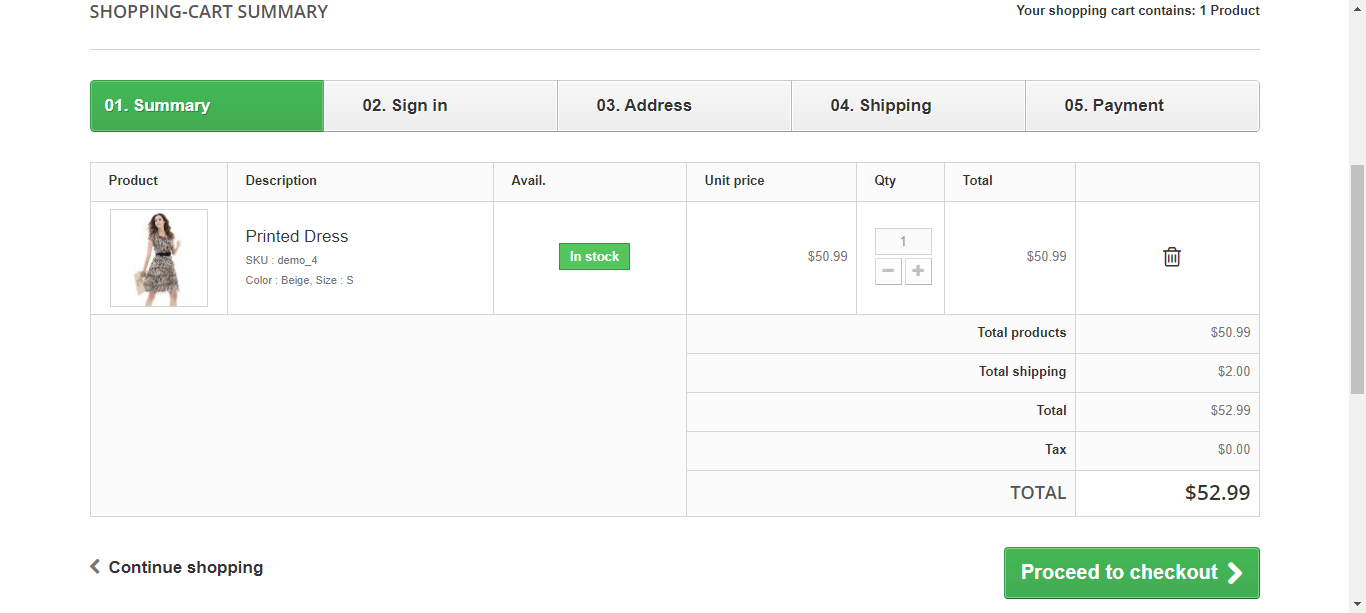 SHOPPING-CART SUMMARY
Your shopping cart contains: 1 Product
01. Summary 02. Sign in 03. Address 04. Shipping 05. Payment
Product Description Avail. Unit price Qty Total
Printed Dress
SKU : demo_4
Color : Beige, Size : S
In stock
$50.99
1
$50.99
Total products $50.99
Total shipping $2.00
Total $52.99
Tax $0.00
TOTAL $52.99
Continue shopping
Proceed to checkout